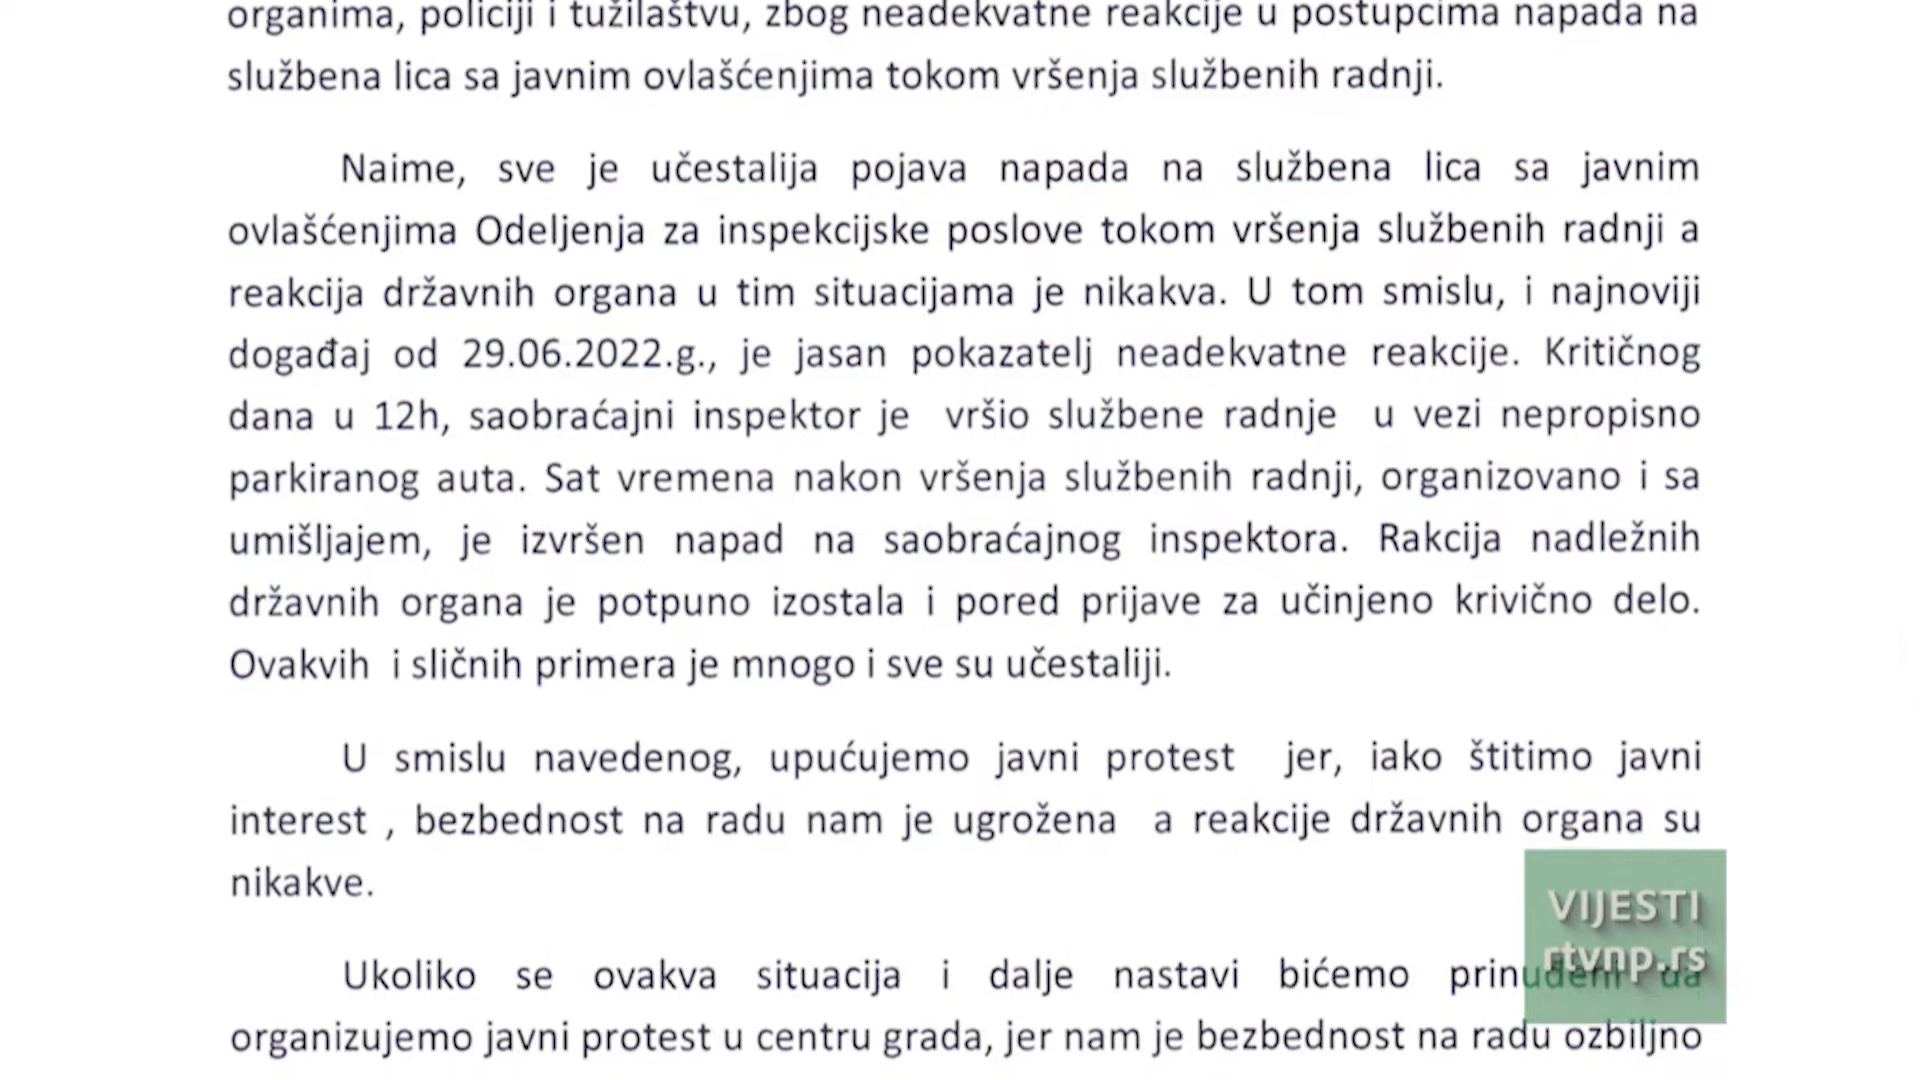 organima, policiji i tužilaštvu, zbog neadekvatne reakcije u postupcima napada na
službena lica sa javnim ovlašćenjima tokom vršenja službenih radnji.
Naime, sve je učestalija pojava napada na službena lica sa javnim
ovlašćenjima Odeljenja za inspekcijske poslove tokom vršenja službenih radnji a
reakcija državnih organa u tim situacijama je nikakva. U tom smislu, i najnoviji
događaj od 29.06.2022.g., je jasan pokazatelj neadekvatne reakcije. Kritičnog
dana u 12h, saobraćajni inspektor je vršio službene radnje u vezi nepropisno
parkiranog auta. Sat vremena nakon vršenja službenih radnji, organizovano i sa
umišljajem, je izvršen napad na saobraćajnog inspektora. Rakcija nadležnih
državnih organa je potpuno izostala i pored prijave za učinjeno krivično delo.
Ovakvih i sličnih primera je mnogo i sve su učestaliji.
U smislu navedenog, upućujemo javni protest jer, iako štitimo javni
interest , bezbednost na radu nam je ugrožena a reakcije državnih organa su
nikakve.
Ukoliko se ovakva situacija i dalje nastavi bićemo prinuđeni da
organizujemo javni protest u centru grada, jer nam je bezbednost na radu ozbiljno
VIJESTI
rtvnp.rs